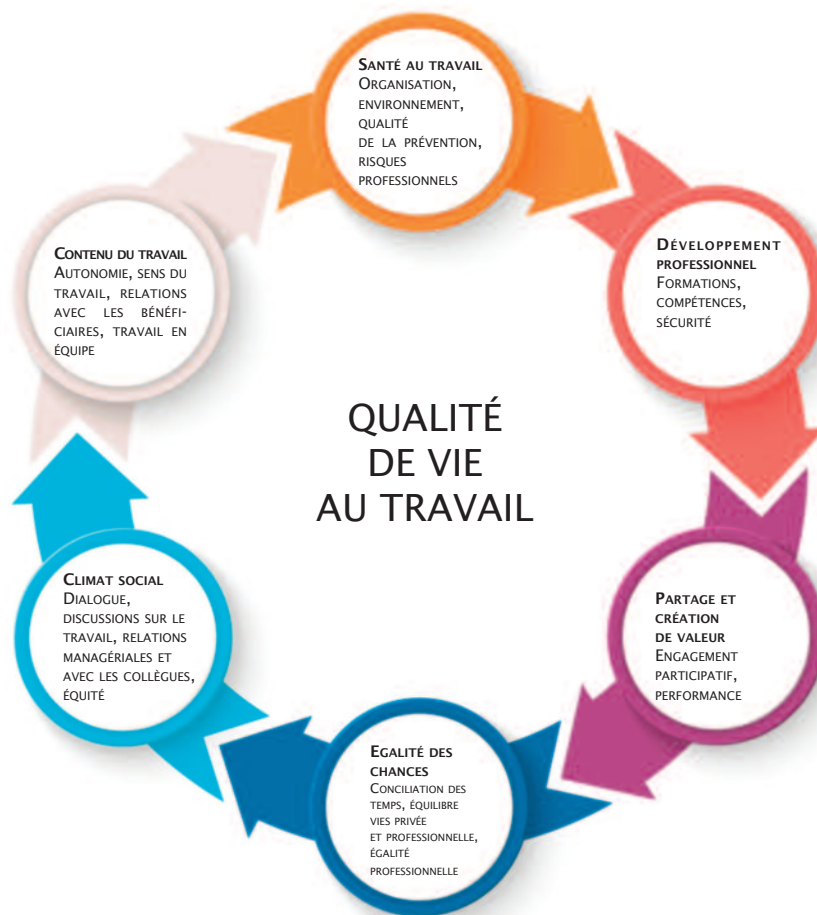 SANTÉ AU TRAVAIL
ORGANISATION,
ENVIRONNEMENT,
QUALITÉ
DE LA PRÉVENTION,
RISQUES
PROFESSIONNELS
DÉVELOPPEMENT
PROFESSIONNEL
FORMATIONS,
COMPÉTENCES,
SÉCURITÉ
PARTAGE ET
CRÉATION
DE VALEUR
ENGAGEMENT
PARTICIPATIF,
PERFORMANCE
EGALITÉ DES
CHANCES
CONCILIATION DES
TEMPS, ÉQUILIBRE
VIES PRIVÉE
ET PROFESSIONNELLE,
ÉGALITÉ
PROFESSIONNELLE
CLIMAT SOCIAL
DIALOGUE,
DISCUSSIONS SUR LE
TRAVAIL, RELATIONS
MANAGÉRIALES ET
AVEC LES COLLÈGUES,
ÉQUITÉ
CONTENU DU TRAVAIL
AUTONOMIE, SENS DU
TRAVAIL, RELATIONS
AVEC LES BÉNÉFI-
CIAIRES, TRAVAIL EN
ÉQUIPE
QUALITÉ
DE VIE
AU TRAVAIL